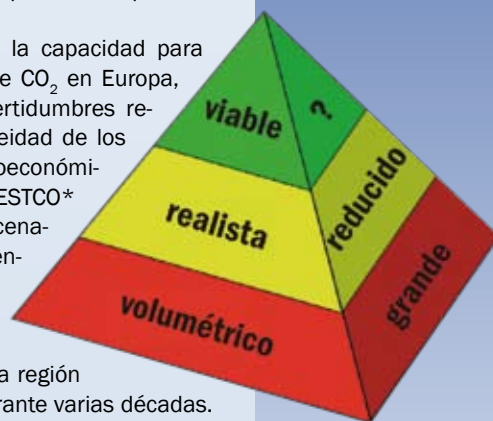 la capacidad para
e CO₂ en Europa,
ertidumbres re-
eidad de los
oeconómi-
ESTCO*
cena-
en-
a región
rante varias décadas.
viable
?
realista
reducido
volumétrico
grande